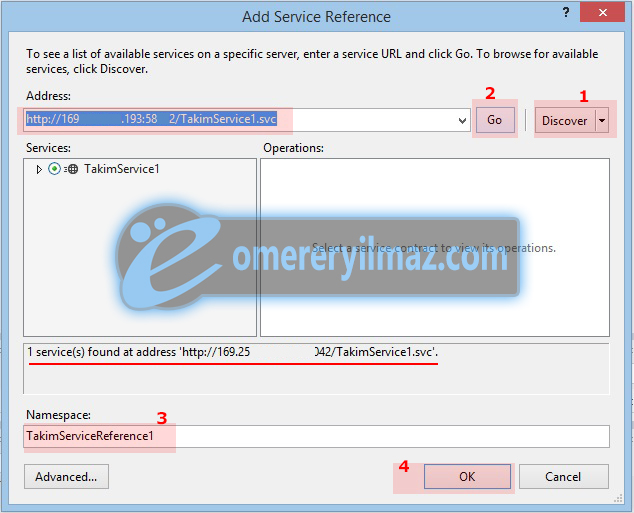 Add Service Reference
?
To see a list of available services on a specific server, enter a service URL and click Go. To browse for available
services, click Discover.
Address:
2
1
http://169 .193:58 2/TakimService1.svc
Go
Discover
Services:
Operations:
TakimService1
Select a service contract to view its operations.
e
omereryilmaz.com
1 service(s) found at address 'http://169.25 042/TakimService1.svc'.
Namespace:
3
TakimServiceReference1
4
Advanced...
OK
Cancel